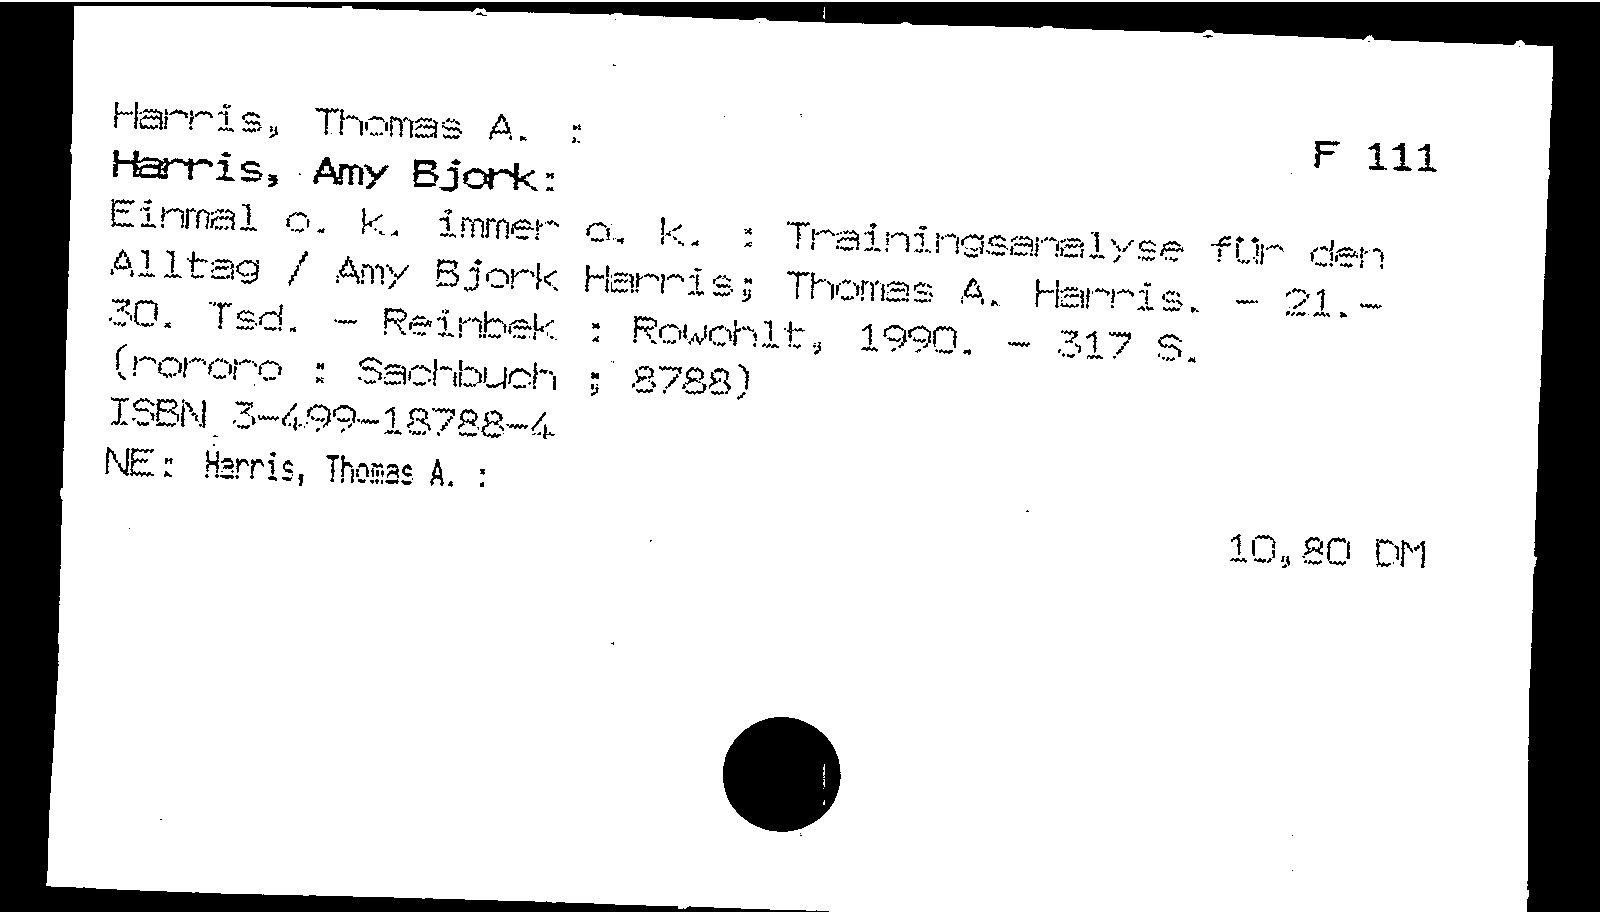 Harris, Thomas A. :
F 111
Harris, Amy Bjork:
Einmal o. k. immer o. k. : Trainingsanalyse für den
Alltag / Amy Bjork Harris; Thomas A. Harris. - 21.-
30. Tsd. - Reinbek : Rowohlt, 1990. - 317 S.
(rororo : Sachbuch ; 8788)
ISBN 3-499-18788-4
NE: Harris, Thomas A. :
10,80 DM